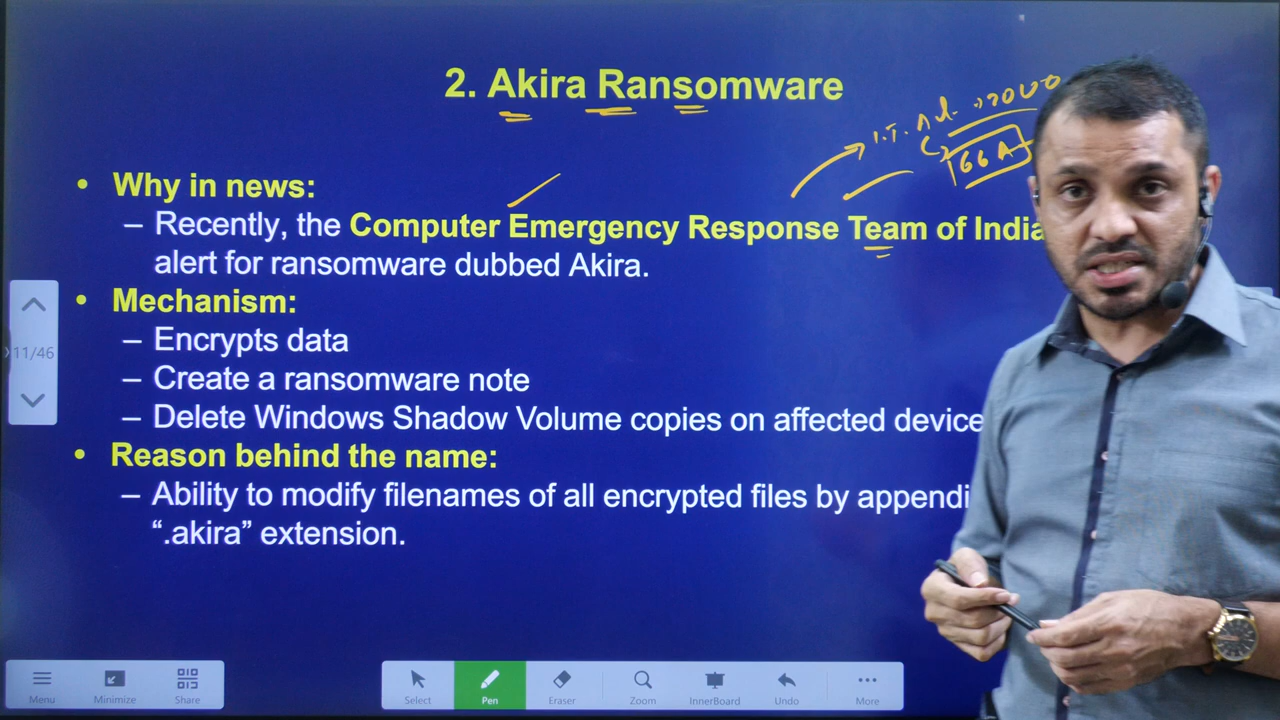 2. Akira Ransomware
I.T. Act 2000
66 A
• Why in news:
– Recently, the Computer Emergency Response Team of India
alert for ransomware dubbed Akira.
• Mechanism:
– Encrypts data
– Create a ransomware note
– Delete Windows Shadow Volume copies on affected device
• Reason behind the name:
– Ability to modify filenames of all encrypted files by appendi
“.akira” extension.
11/46
Menu Minimize Share Select Pen Eraser Zoom InnerBoard Undo More